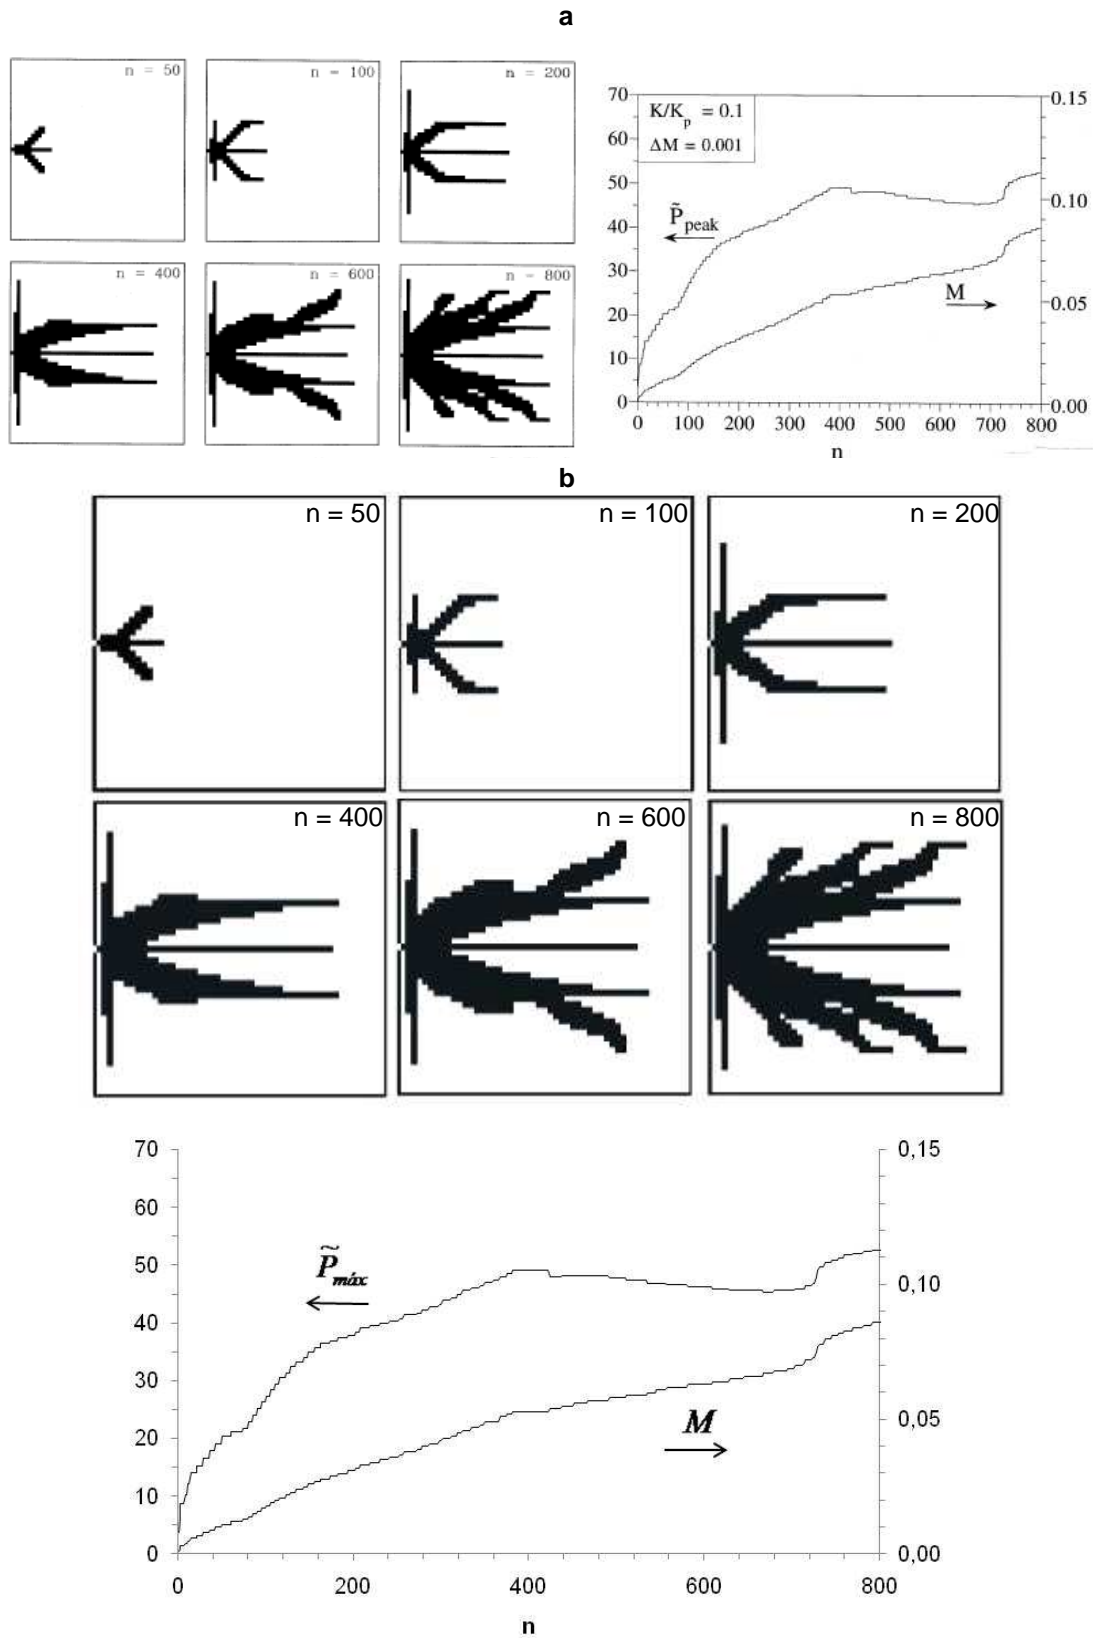 a
n = 50
n = 100
n = 200
n = 400
n = 600
n = 800
70
60
50
40
30
20
10
0
K/Kp = 0.1
ΔM = 0.001
P̃peak
M
0.15
0.10
0.05
0.00
0 100 200 300 400 500 600 700 800
n
b
n = 50
n = 100
n = 200
n = 400
n = 600
n = 800
70
60
50
40
30
20
10
0
P̃máx
M
0,15
0,10
0,05
0,00
0 200 400 600 800
n